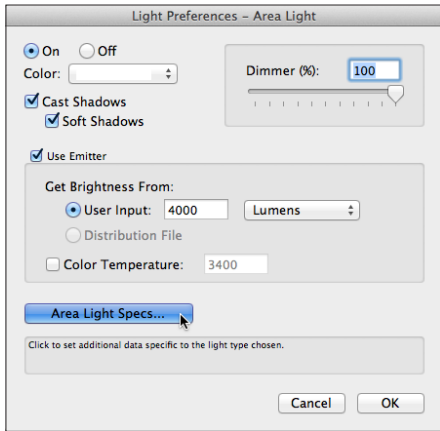 Light Preferences – Area Light
On Off
Color:
Dimmer (%): 100
Cast Shadows
Soft Shadows
Use Emitter
Get Brightness From:
User Input: 4000 Lumens
Distribution File
Color Temperature: 3400
Area Light Specs...
Click to set additional data specific to the light type chosen.
Cancel OK